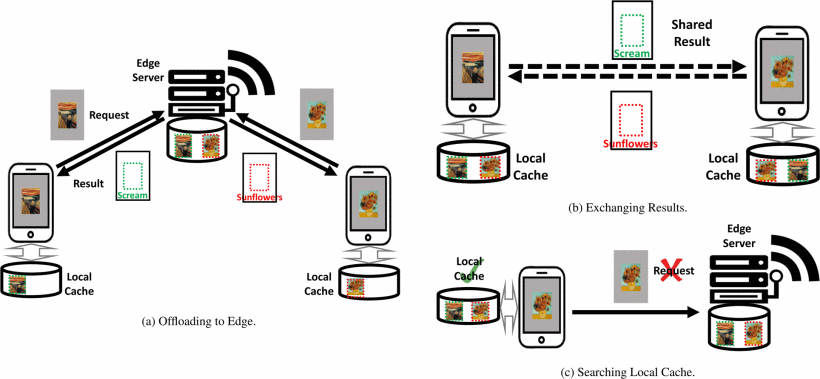 Edge
Server
Request
Result
Scream
Sunflowers
Local
Cache
Local
Cache
(a) Offloading to Edge.
Shared
Result
Scream
Sunflowers
Local
Cache
Local
Cache
(b) Exchanging Results.
Local
Cache
Request
Edge
Server
(c) Searching Local Cache.